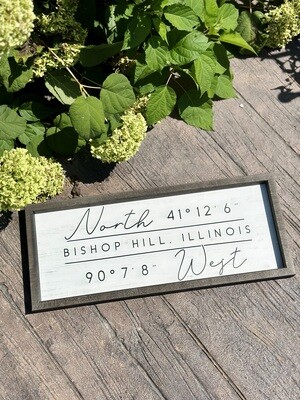 North 41°12'6"
BISHOP HILL, ILLINOIS
90°7'8" West